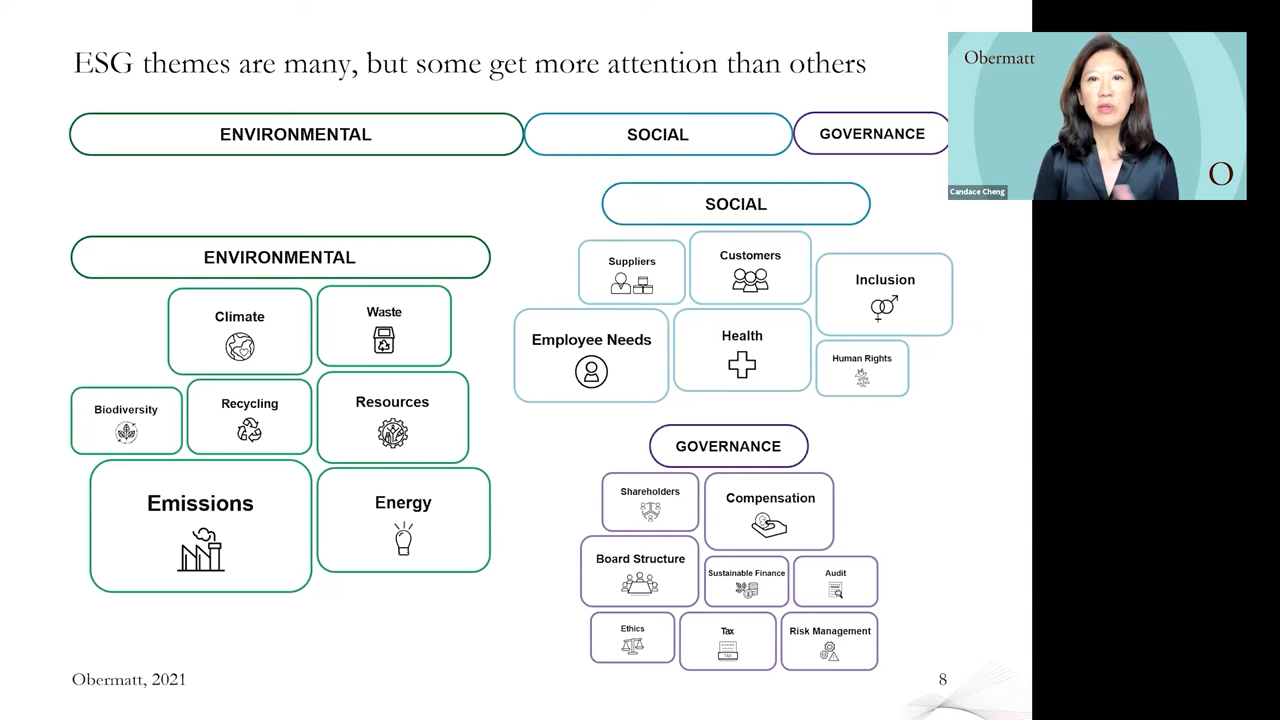 ESG themes are many, but some get more attention than others
ENVIRONMENTAL
SOCIAL
GOVERNANCE
Obermatt
O
Candace Cheng
ENVIRONMENTAL
Climate
Waste
Biodiversity
Recycling
Resources
Emissions
Energy
SOCIAL
Suppliers
Customers
Inclusion
Employee Needs
Health
Human Rights
GOVERNANCE
Shareholders
Compensation
Board Structure
Sustainable Finance
Audit
Ethics
Tax
TAX
Risk Management
Obermatt, 2021
8